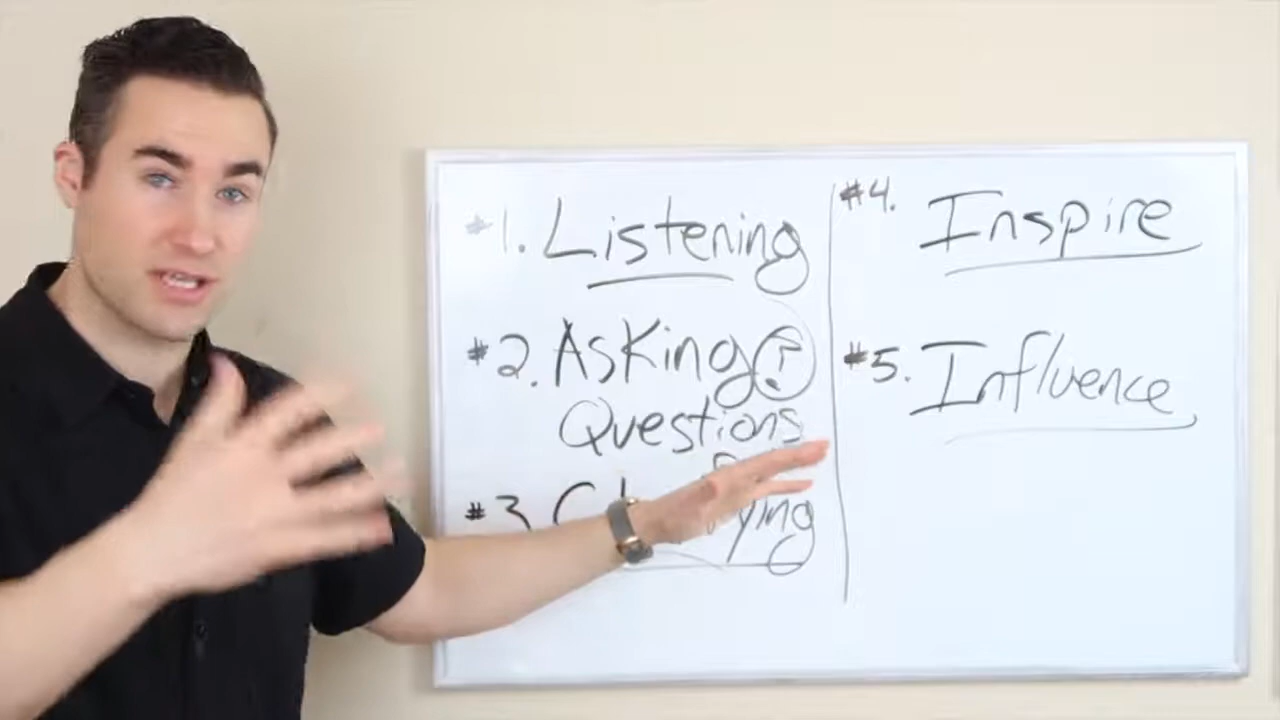 #1. Listening
#2. Asking ?
Questions
#3
#4. Inspire
#5. Influence